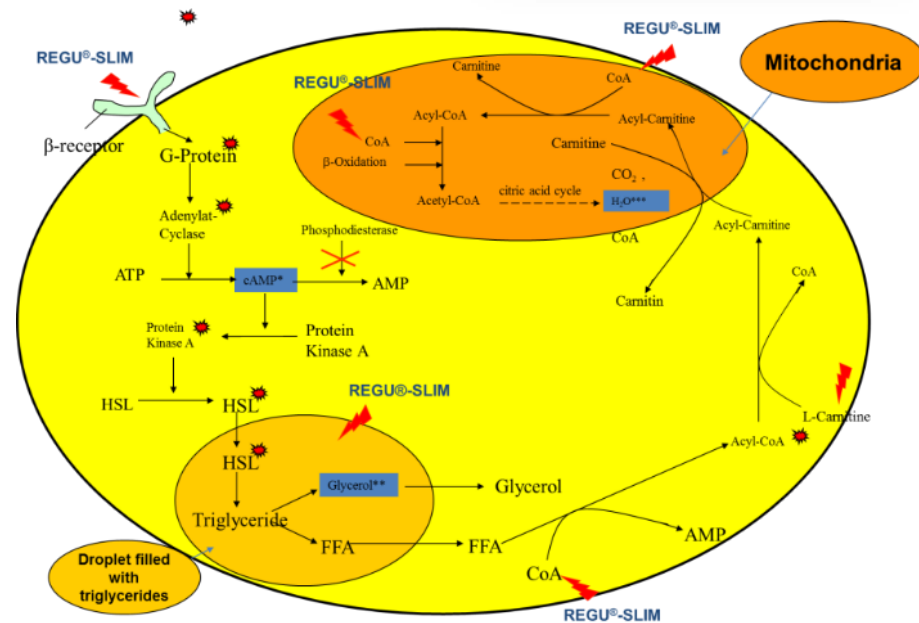 REGU®-SLIM
REGU®-SLIM
Mitochondria
REGU®-SLIM
Carnitine
CoA
β-receptor
G-Protein
Acyl-CoA
Acyl-Carnitine
CoA
Carnitine
β-Oxidation
CO2 ,
Acetyl-CoA
citric acid cycle
H2O***
CoA
Adenylat-
Cyclase
Phosphodiesterase
Acyl-Carnitine
ATP
cAMP*
AMP
CoA
Carnitin
Protein
Kinase A
Protein
Kinase A
REGU®-SLIM
HSL
HSL
L-Carnitine
Acyl-CoA
HSL
Glycerol**
Glycerol
Triglyceride
FFA
FFA
AMP
Droplet filled
with
triglycerides
CoA
REGU®-SLIM